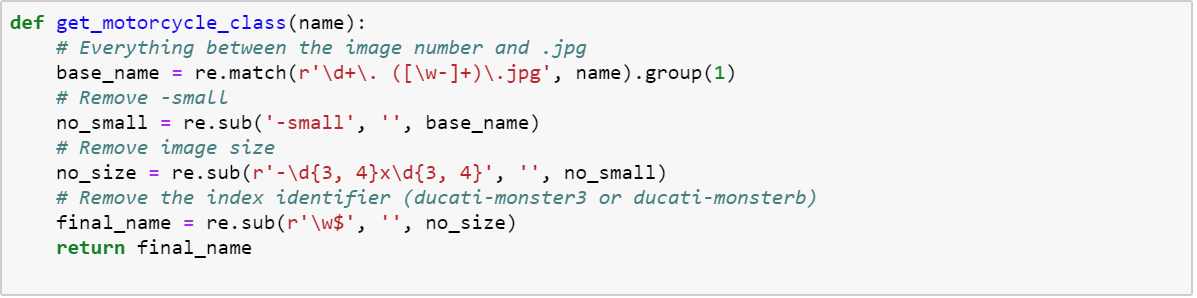 def get_motorcycle_class(name):
    # Everything between the image number and .jpg
    base_name = re.match(r'\d+\. ([\w-]+)\.jpg', name).group(1)
    # Remove -small
    no_small = re.sub('-small', '', base_name)
    # Remove image size
    no_size = re.sub(r'-\d{3, 4}x\d{3, 4}', '', no_small)
    # Remove the index identifier (ducati-monster3 or ducati-monsterb)
    final_name = re.sub(r'\w$', '', no_size)
    return final_name